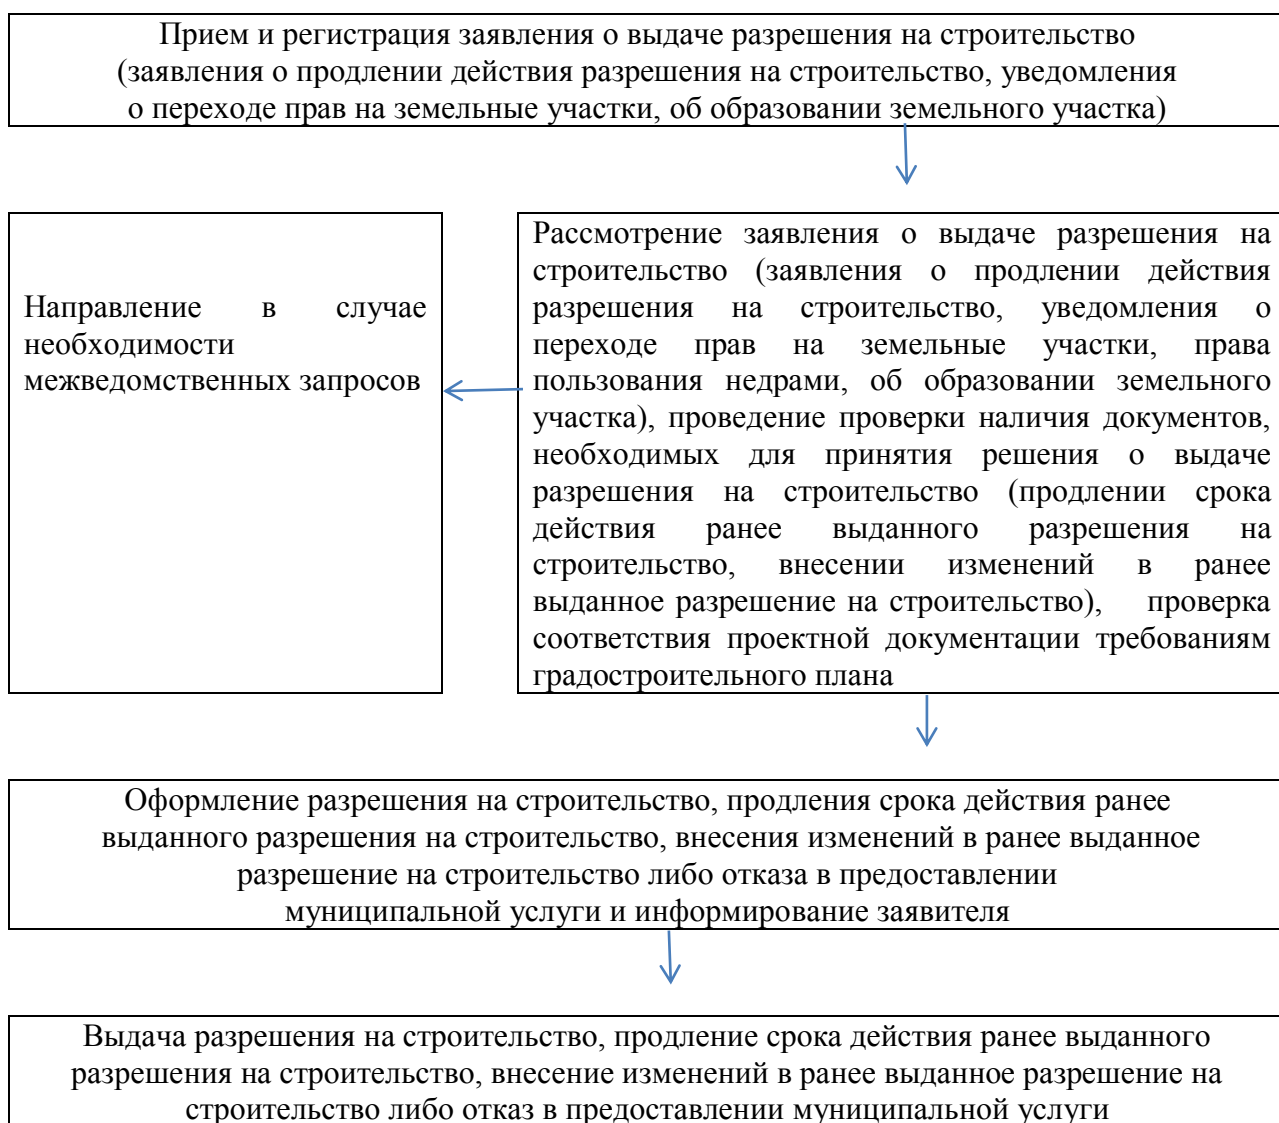 Прием и регистрация заявления о выдаче разрешения на строительство
(заявления о продлении действия разрешения на строительство, уведомления
о переходе прав на земельные участки, об образовании земельного участка)
Направление в случае
необходимости
межведомственных запросов
Рассмотрение заявления о выдаче разрешения на
строительство (заявления о продлении действия
разрешения на строительство, уведомления о
переходе прав на земельные участки, права
пользования недрами, об образовании земельного
участка), проведение проверки наличия документов,
необходимых для принятия решения о выдаче
разрешения на строительство (продлении срока
действия ранее выданного разрешения на
строительство, внесении изменений в ранее
выданное разрешение на строительство), проверка
соответствия проектной документации требованиям
градостроительного плана
Оформление разрешения на строительство, продления срока действия ранее
выданного разрешения на строительство, внесения изменений в ранее выданное
разрешение на строительство либо отказа в предоставлении
муниципальной услуги и информирование заявителя
Выдача разрешения на строительство, продление срока действия ранее выданного
разрешения на строительство, внесение изменений в ранее выданное разрешение на
строительство либо отказ в предоставлении муниципальной услуги